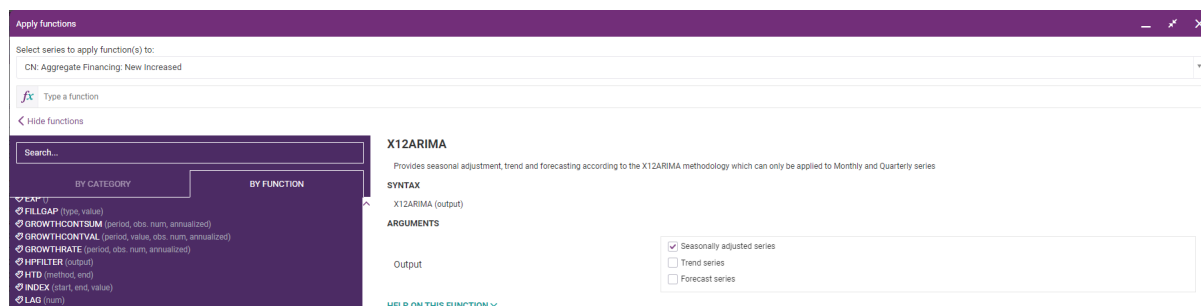 Apply functions
Select series to apply function(s) to:
CN: Aggregate Financing: New Increased
fx Type a function
Hide functions
Search...
BY CATEGORY BY FUNCTION
EXP ()
FILLGAP (type, value)
GROWTHCONTSUM (period, obs. num, annualized)
GROWTHCONTVAL (period, value, obs. num, annualized)
GROWTHRATE (period, obs. num, annualized)
HPFILTER (output)
HTD (method, end)
INDEX (start, end, value)
LAG (num)
X12ARIMA
Provides seasonal adjustment, trend and forecasting according to the X12ARIMA methodology which can only be applied to Monthly and Quarterly series
SYNTAX
X12ARIMA (output)
ARGUMENTS
Output
Seasonally adjusted series
Trend series
Forecast series
HELP ON THIS FUNCTION